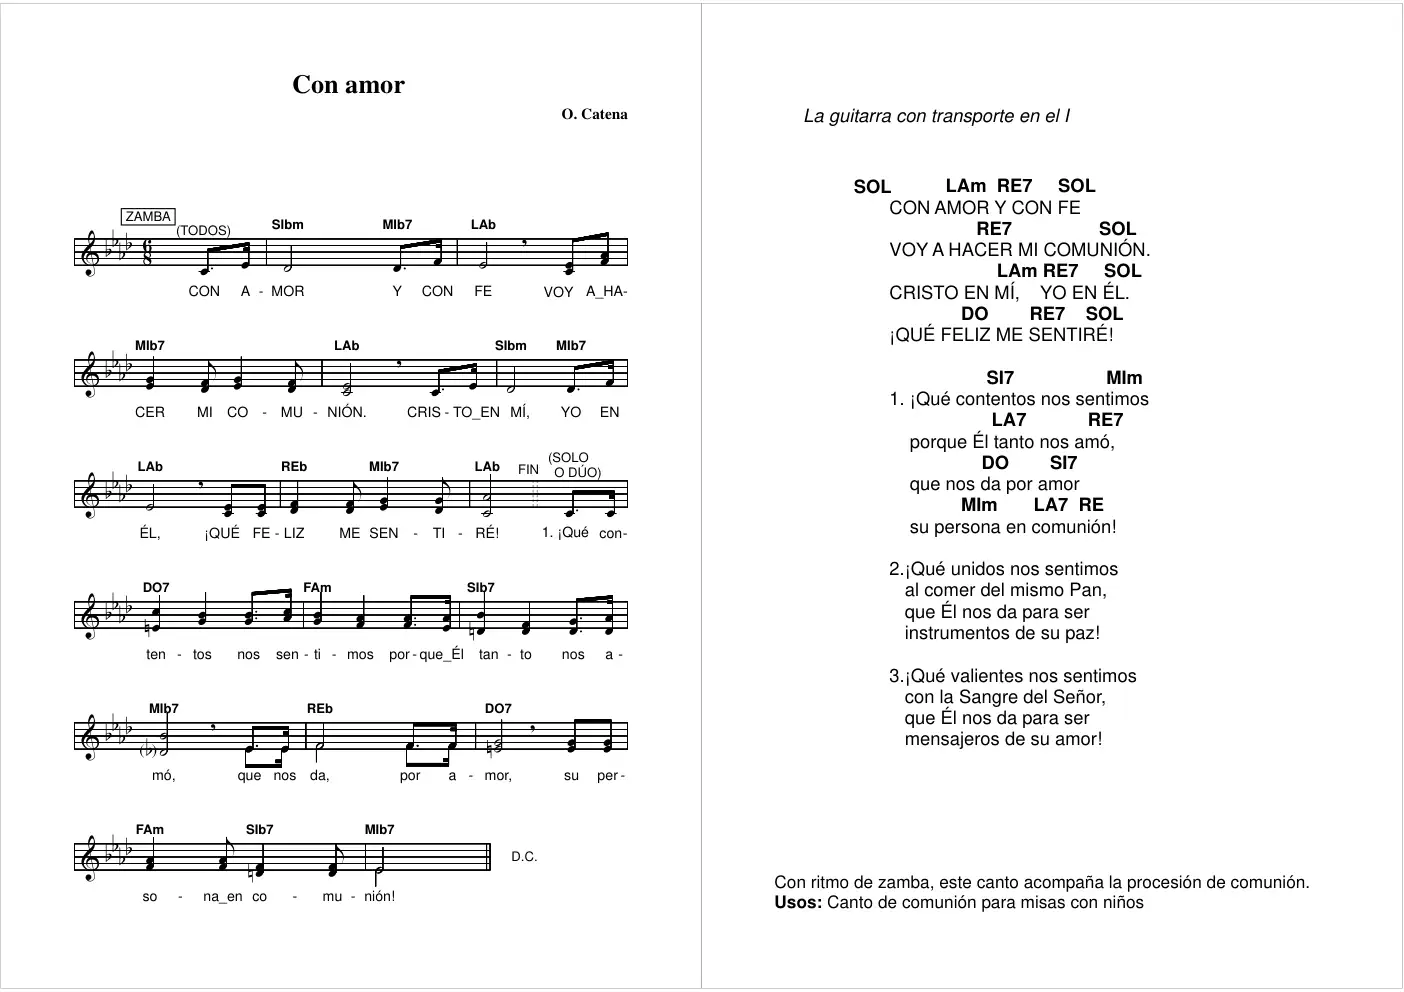 Con amor
O. Catena
ZAMBA
(TODOS)
SIbm MIb7 LAb
6
8
CON A - MOR Y CON FE VOY A_HA-
MIb7 LAb SIbm MIb7
CER MI CO - MU - NIÓN. CRIS - TO_EN MÍ, YO EN
LAb REb MIb7 LAb FIN (SOLO
O DÚO)
ÉL, ¡QUÉ FE - LIZ ME SEN - TI - RÉ! 1. ¡Qué con-
DO7 FAm SIb7
ten - tos nos sen - ti - mos por - que_Él tan - to nos a -
MIb7 REb DO7
mó, que nos da, por a - mor, su per -
FAm SIb7 MIb7
D.C.
so - na_en co - mu - nión!
La guitarra con transporte en el I
SOL LAm RE7 SOL
CON AMOR Y CON FE
RE7 SOL
VOY A HACER MI COMUNIÓN.
LAm RE7 SOL
CRISTO EN MÍ, YO EN ÉL.
DO RE7 SOL
¡QUÉ FELIZ ME SENTIRÉ!
SI7 MIm
1. ¡Qué contentos nos sentimos
LA7 RE7
porque Él tanto nos amó,
DO SI7
que nos da por amor
MIm LA7 RE
su persona en comunión!
2.¡Qué unidos nos sentimos
al comer del mismo Pan,
que Él nos da para ser
instrumentos de su paz!
3.¡Qué valientes nos sentimos
con la Sangre del Señor,
que Él nos da para ser
mensajeros de su amor!
Con ritmo de zamba, este canto acompaña la procesión de comunión.
Usos: Canto de comunión para misas con niños